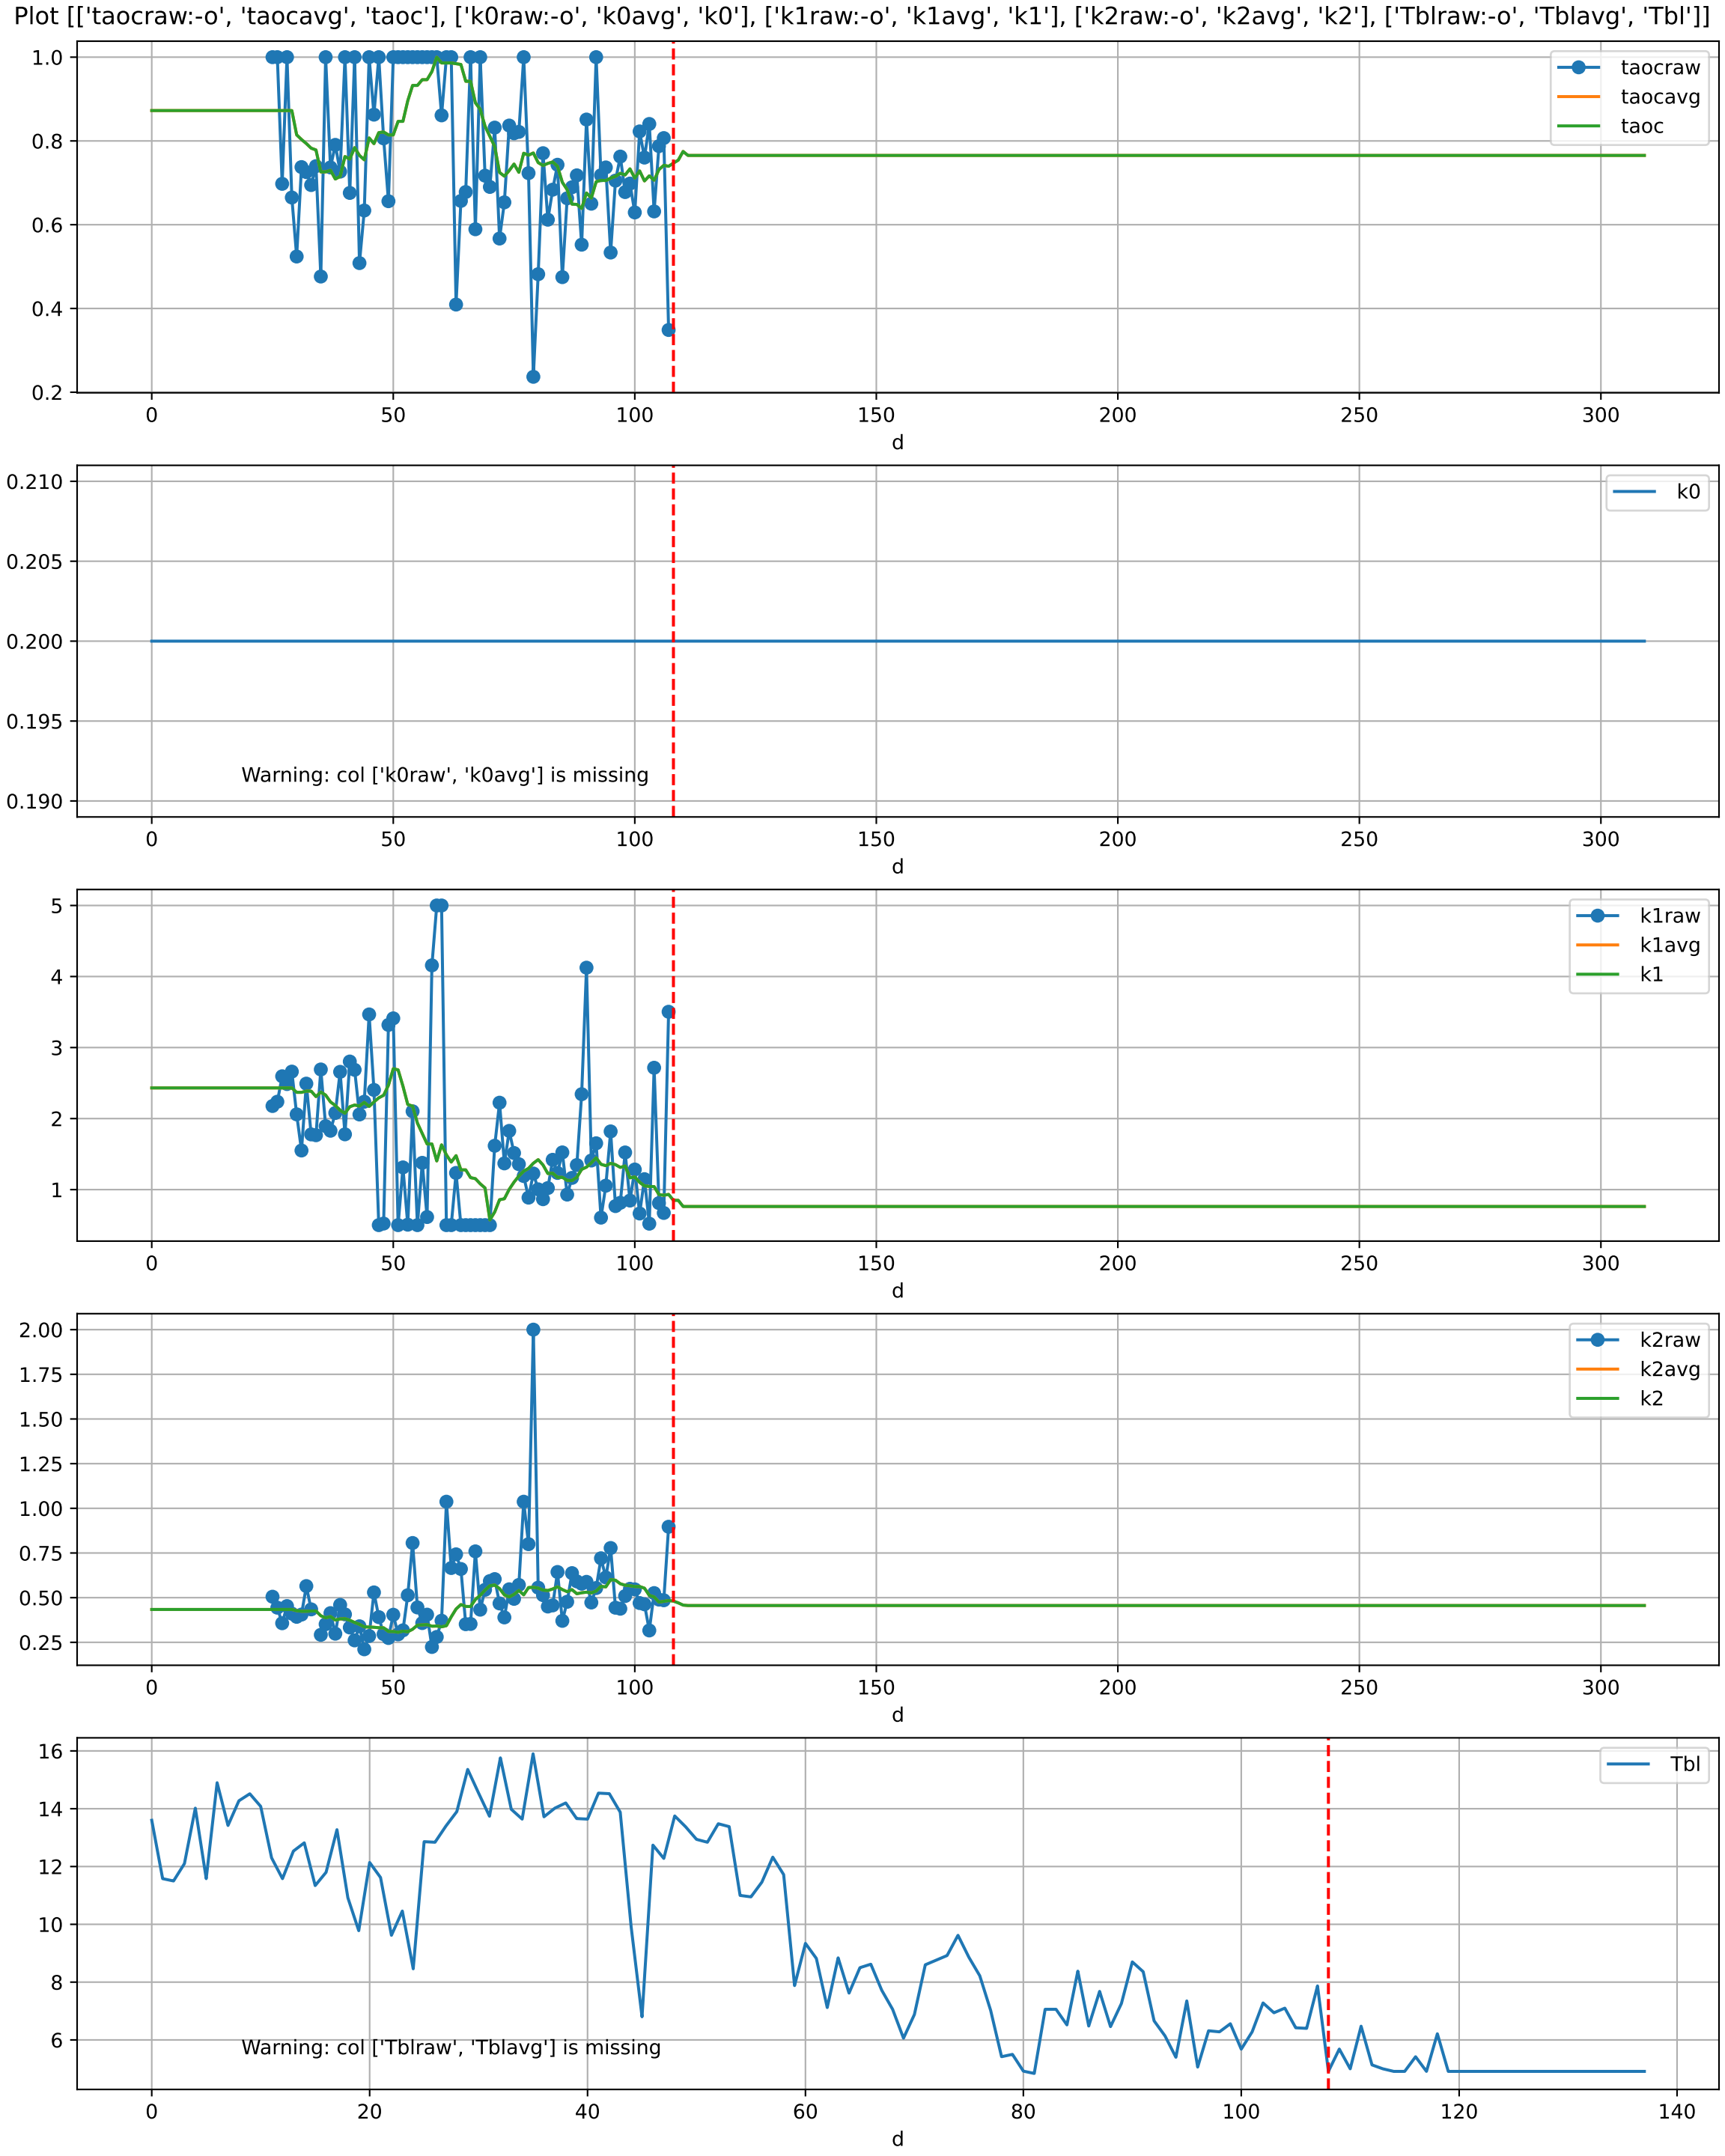 Plot [['taocraw:-o', 'taocavg', 'taoc'], ['k0raw:-o', 'k0avg', 'k0'], ['k1raw:-o', 'k1avg', 'k1'], ['k2raw:-o', 'k2avg', 'k2'], ['Tblraw:-o', 'Tblavg', 'Tbl']]
1.0
0.8
0.6
0.4
0.2
taocraw
taocavg
taoc
0 50 100 150 200 250 300
d
0.210
0.205
0.200
0.195
0.190
k0
Warning: col ['k0raw', 'k0avg'] is missing
0 50 100 150 200 250 300
d
5
4
3
2
1
k1raw
k1avg
k1
0 50 100 150 200 250 300
d
2.00
1.75
1.50
1.25
1.00
0.75
0.50
0.25
k2raw
k2avg
k2
0 50 100 150 200 250 300
d
16
14
12
10
8
6
Tbl
Warning: col ['Tblraw', 'Tblavg'] is missing
0 20 40 60 80 100 120 140
d